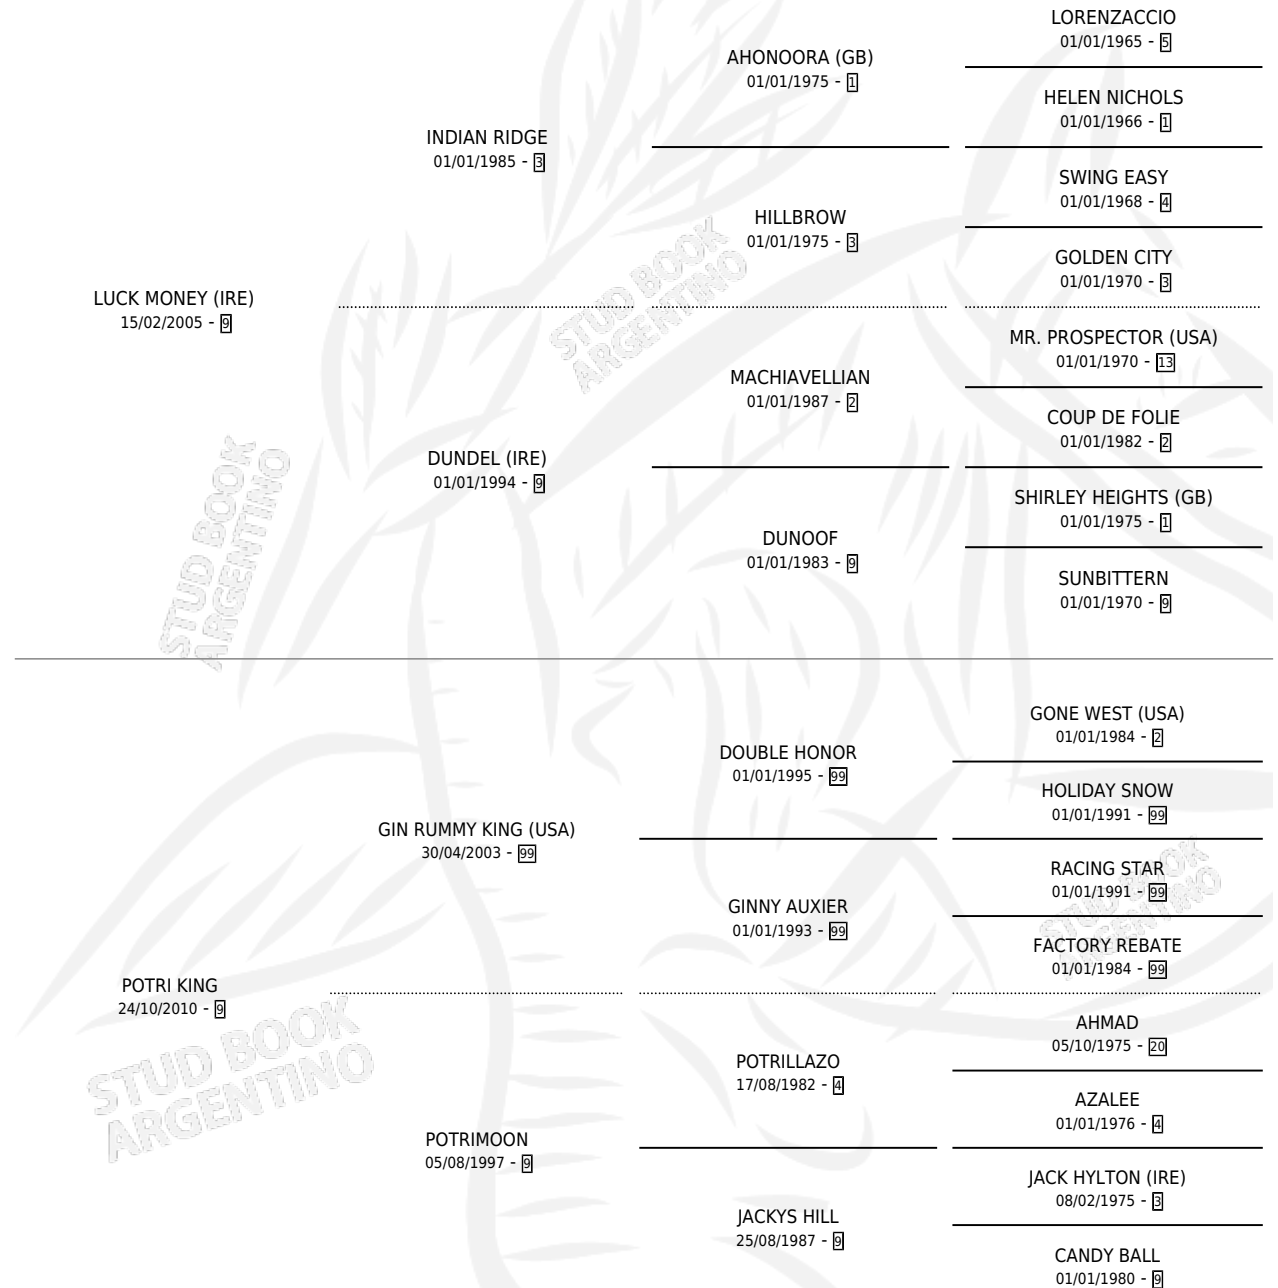 LORENZACCIO
01/01/1965 - 5
AHONOORA (GB)
01/01/1975 - 1
HELEN NICHOLS
01/01/1966 - 1
INDIAN RIDGE
01/01/1985 - 3
SWING EASY
01/01/1968 - 4
HILLBROW
01/01/1975 - 3
GOLDEN CITY
01/01/1970 - 3
LUCK MONEY (IRE)
15/02/2005 - 9
MR. PROSPECTOR (USA)
01/01/1970 - 13
MACHIAVELLIAN
01/01/1987 - 2
COUP DE FOLIE
01/01/1982 - 2
DUNDEL (IRE)
01/01/1994 - 9
SHIRLEY HEIGHTS (GB)
01/01/1975 - 1
DUNOOF
01/01/1983 - 9
SUNBITTERN
01/01/1970 - 9
STUD BOOK
ARGENTINO
STUD BOOK
ARGENTINO
GONE WEST (USA)
01/01/1984 - 2
DOUBLE HONOR
01/01/1995 - 99
HOLIDAY SNOW
01/01/1991 - 99
GIN RUMMY KING (USA)
30/04/2003 - 99
RACING STAR
01/01/1991 - 99
GINNY AUXIER
01/01/1993 - 99
FACTORY REBATE
01/01/1984 - 99
STUD BOOK
ARGENTINO
POTRI KING
24/10/2010 - 9
AHMAD
05/10/1975 - 20
POTRILLAZO
17/08/1982 - 4
AZALEE
01/01/1976 - 4
STUD BOOK
ARGENTINO
POTRIMOON
05/08/1997 - 9
JACK HYLTON (IRE)
08/02/1975 - 3
JACKYS HILL
25/08/1987 - 9
CANDY BALL
01/01/1980 - 9